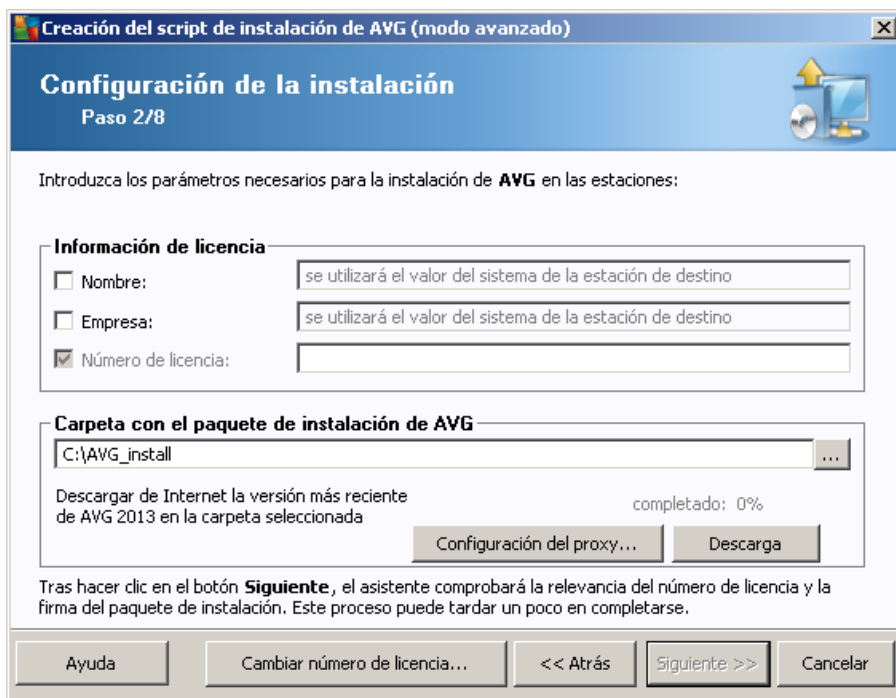 Creación del script de instalación de AVG (modo avanzado)
Configuración de la instalación
Paso 2/8
Introduzca los parámetros necesarios para la instalación de AVG en las estaciones:
Información de licencia
Nombre: se utilizará el valor del sistema de la estación de destino
Empresa: se utilizará el valor del sistema de la estación de destino
Número de licencia:
Carpeta con el paquete de instalación de AVG
C:\AVG_install ...
Descargar de Internet la versión más reciente
de AVG 2013 en la carpeta seleccionada
completado: 0%
Configuración del proxy... Descarga
Tras hacer clic en el botón Siguiente, el asistente comprobará la relevancia del número de licencia y la
firma del paquete de instalación. Este proceso puede tardar un poco en completarse.
Ayuda Cambiar número de licencia... << Atrás Siguiente >> Cancelar